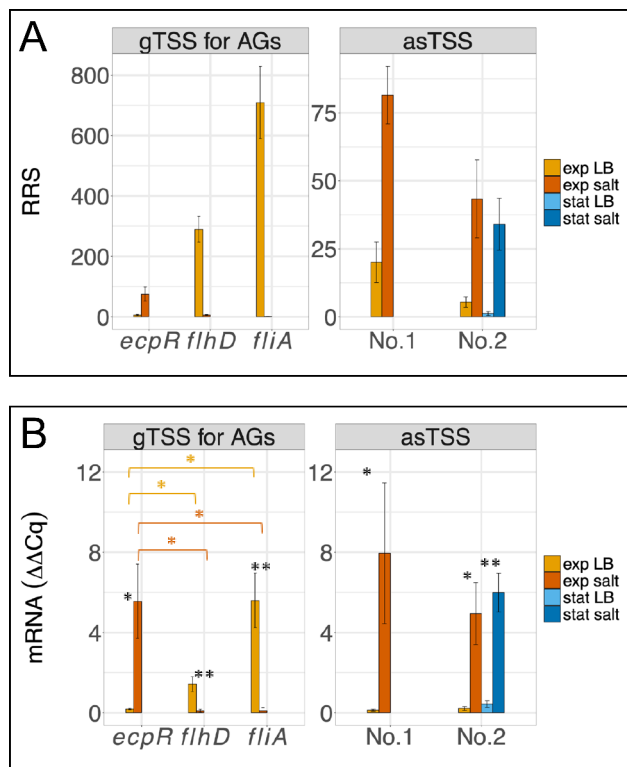 A
gTSS for AGs
asTSS
RRS
800
600
400
200
0
75
50
25
0
ecpR flhD fliA
No.1 No.2
exp LB
exp salt
stat LB
stat salt
B
gTSS for AGs
asTSS
mRNA (ΔΔCq)
12
8
4
0
12
8
4
0
*
*
*
*
*
**
**
*
*
**
ecpR flhD fliA
No.1 No.2
exp LB
exp salt
stat LB
stat salt